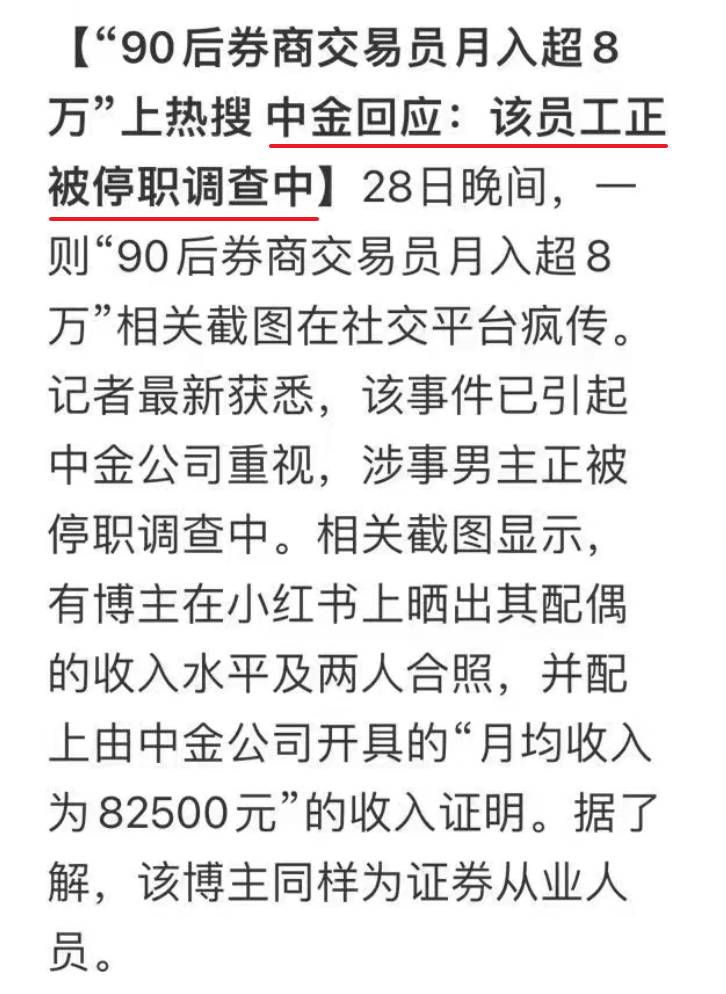 【“90后券商交易员月入超8
万”上热搜 中金回应：该员工正
被停职调查中】28日晚间，一
则“90后券商交易员月入超8
万”相关截图在社交平台疯传。
记者最新获悉，该事件已引起
中金公司重视，涉事男主正被
停职调查中。相关截图显示，
有博主在小红书上晒出其配偶
的收入水平及两人合照，并配
上由中金公司开具的“月均收入
为82500元”的收入证明。据了
解，该博主同样为证券从业人
员。